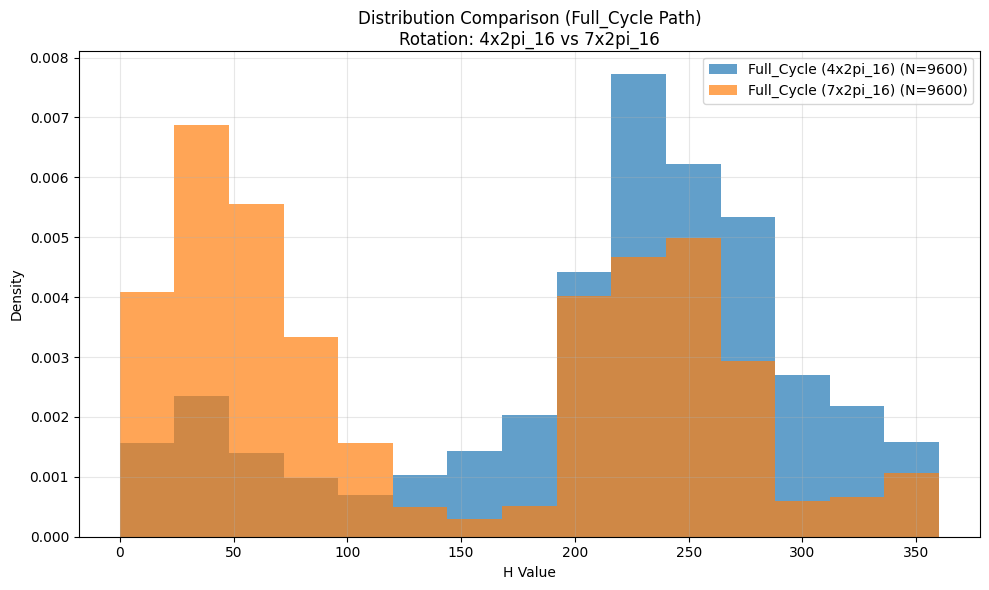 Distribution Comparison (Full_Cycle Path)
Rotation: 4x2pi_16 vs 7x2pi_16
Full_Cycle (4x2pi_16) (N=9600)
Full_Cycle (7x2pi_16) (N=9600)
0.008
0.007
0.006
0.005
0.004
0.003
0.002
0.001
0.000
Density
0 50 100 150 200 250 300 350
H Value